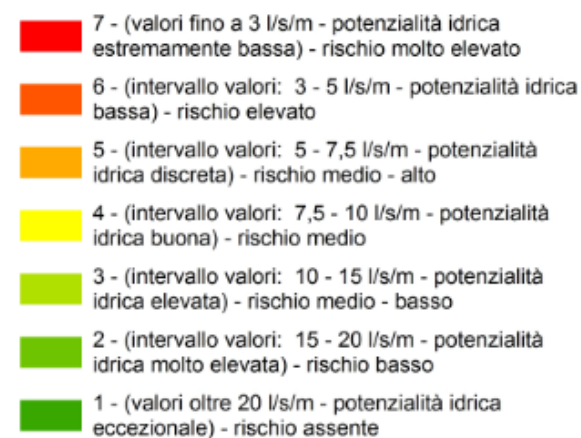 7 - (valori fino a 3 l/s/m - potenzialità idrica
estremamente bassa) - rischio molto elevato
6 - (intervallo valori: 3 - 5 l/s/m - potenzialità idrica
bassa) - rischio elevato
5 - (intervallo valori: 5 - 7,5 l/s/m - potenzialità
idrica discreta) - rischio medio - alto
4 - (intervallo valori: 7,5 - 10 l/s/m - potenzialità
idrica buona) - rischio medio
3 - (intervallo valori: 10 - 15 l/s/m - potenzialità
idrica elevata) - rischio medio - basso
2 - (intervallo valori: 15 - 20 l/s/m - potenzialità
idrica molto elevata) - rischio basso
1 - (valori oltre 20 l/s/m - potenzialità idrica
eccezionale) - rischio assente